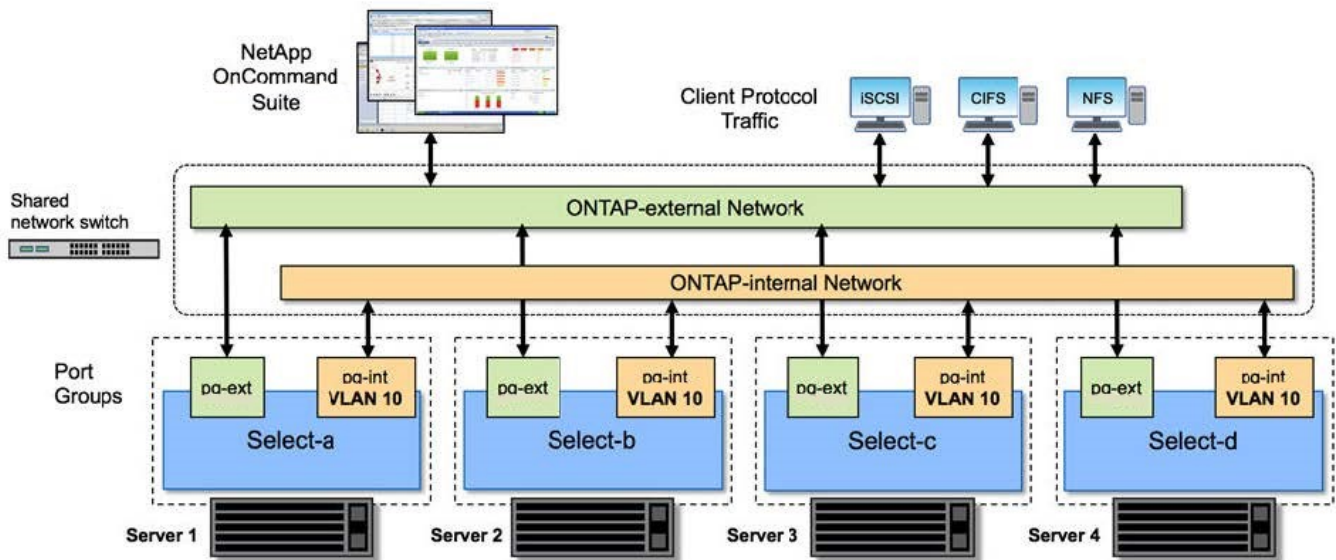 NetApp
OnCommand
Suite
Client Protocol
Traffic
iSCSI
CIFS
NFS
Shared
network switch
ONTAP-external Network
ONTAP-internal Network
Port
Groups
pg-ext
pg-int
VLAN 10
Select-a
pg-ext
pg-int
VLAN 10
Select-b
pg-ext
pg-int
VLAN 10
Select-c
pg-ext
pg-int
VLAN 10
Select-d
Server 1
Server 2
Server 3
Server 4